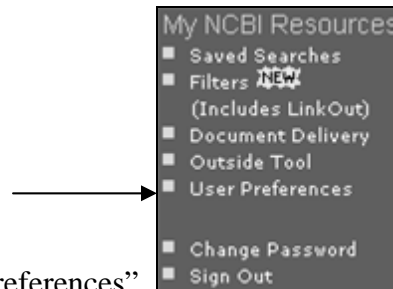 My NCBI Resources
Saved Searches
Filters NEW
(Includes LinkOut)
Document Delivery
Outside Tool
User Preferences
Change Password
Sign Out
references”